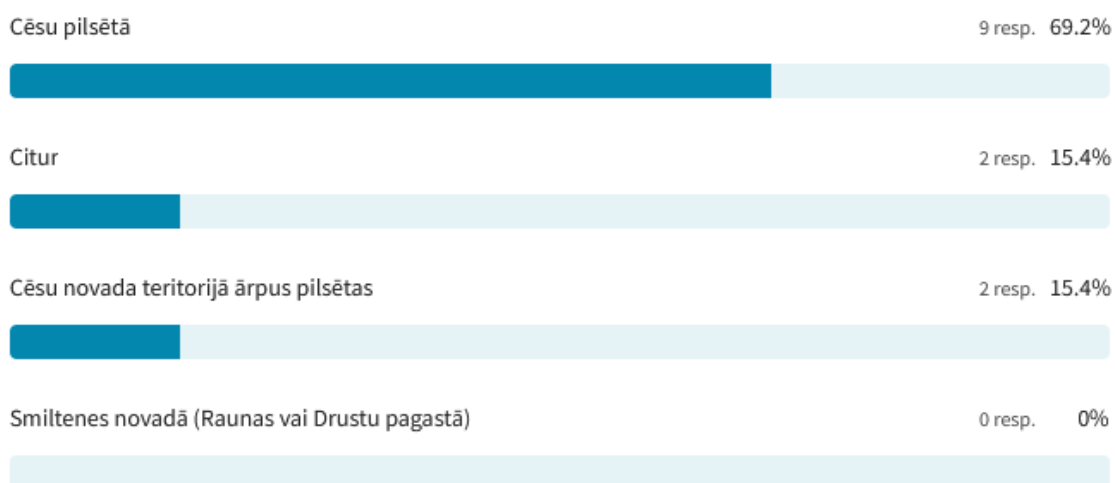 Cēsu pilsētā 9 resp. 69.2%
Citur 2 resp. 15.4%
Cēsu novada teritorijā ārpus pilsētas 2 resp. 15.4%
Smiltenes novadā (Raunas vai Drustu pagastā) 0 resp. 0%